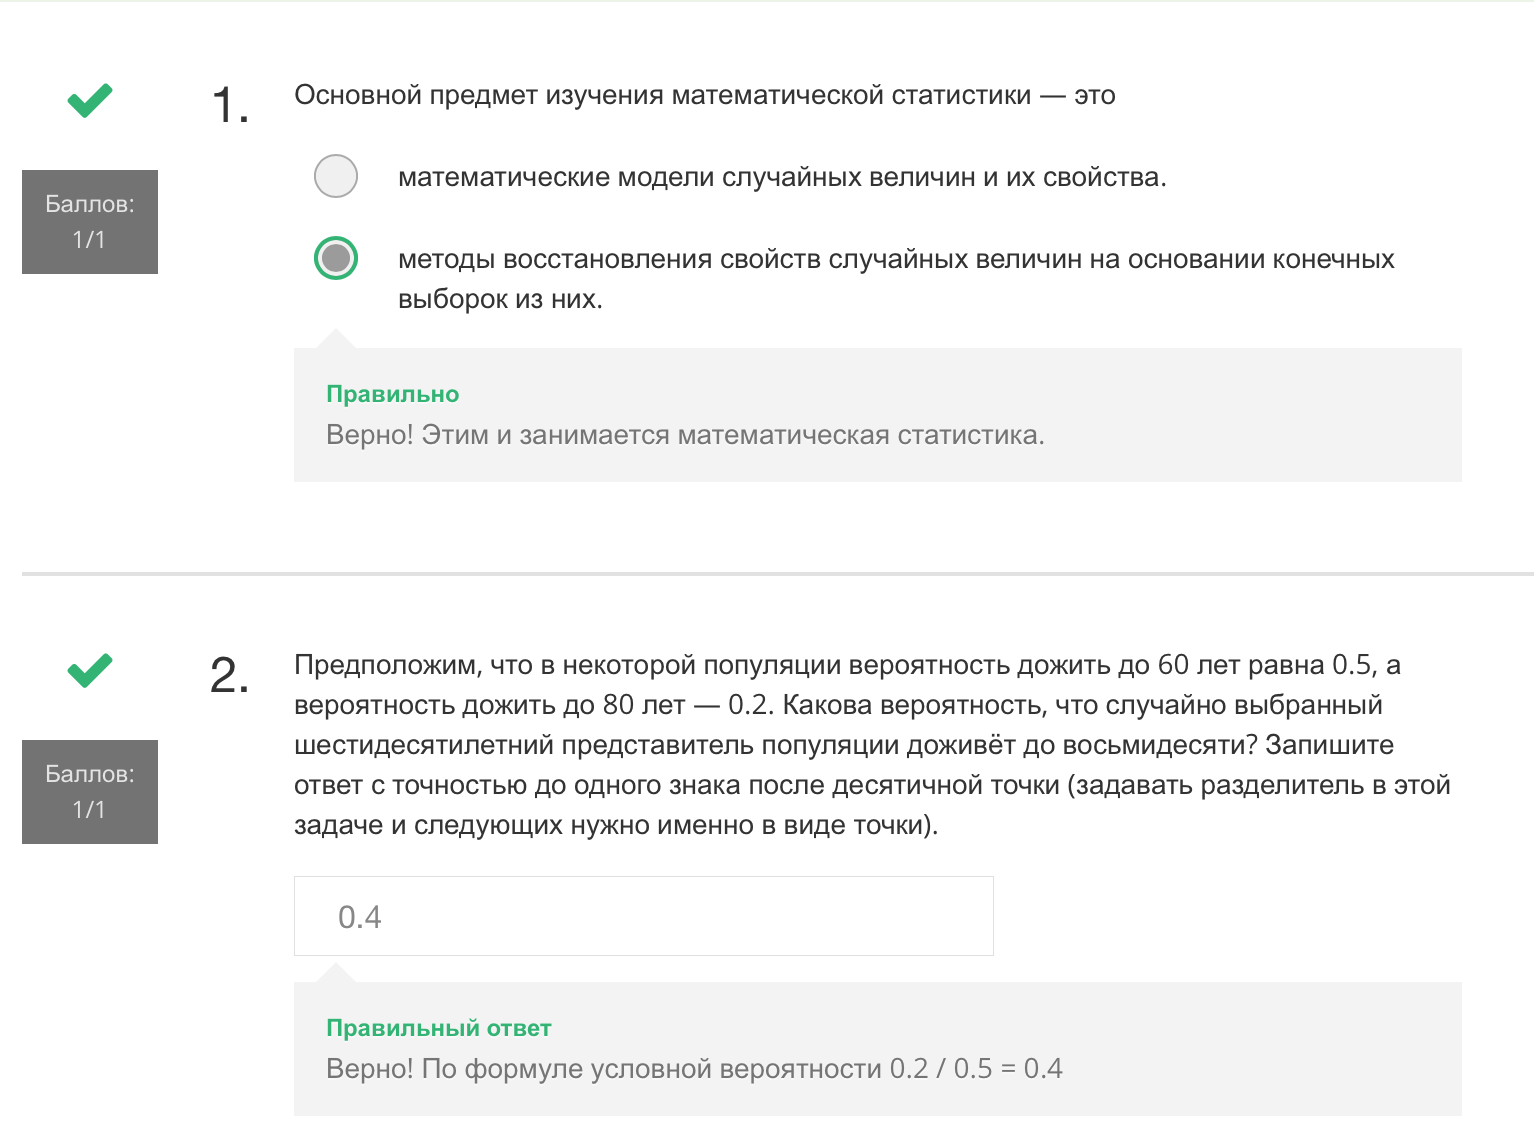 1.
Основной предмет изучения математической статистики — это
Баллов:
1/1
математические модели случайных величин и их свойства.
методы восстановления свойств случайных величин на основании конечных
выборок из них.
Правильно
Верно! Этим и занимается математическая статистика.
2.
Предположим, что в некоторой популяции вероятность дожить до 60 лет равна 0.5, а
вероятность дожить до 80 лет — 0.2. Какова вероятность, что случайно выбранный
шестидесятилетний представитель популяции доживёт до восьмидесяти? Запишите
ответ с точностью до одного знака после десятичной точки (задавать разделитель в этой
задаче и следующих нужно именно в виде точки).
Баллов:
1/1
0.4
Правильный ответ
Верно! По формуле условной вероятности 0.2 / 0.5 = 0.4